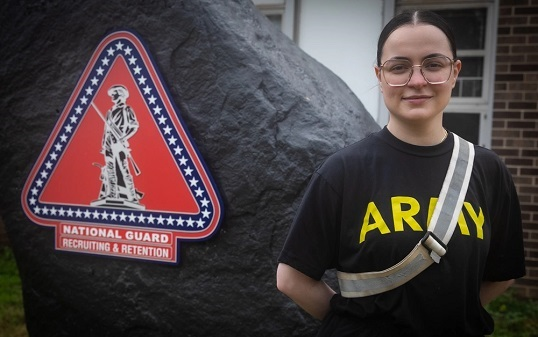 NATIONAL GUARD
RECRUITING & RETENTION
ARMY